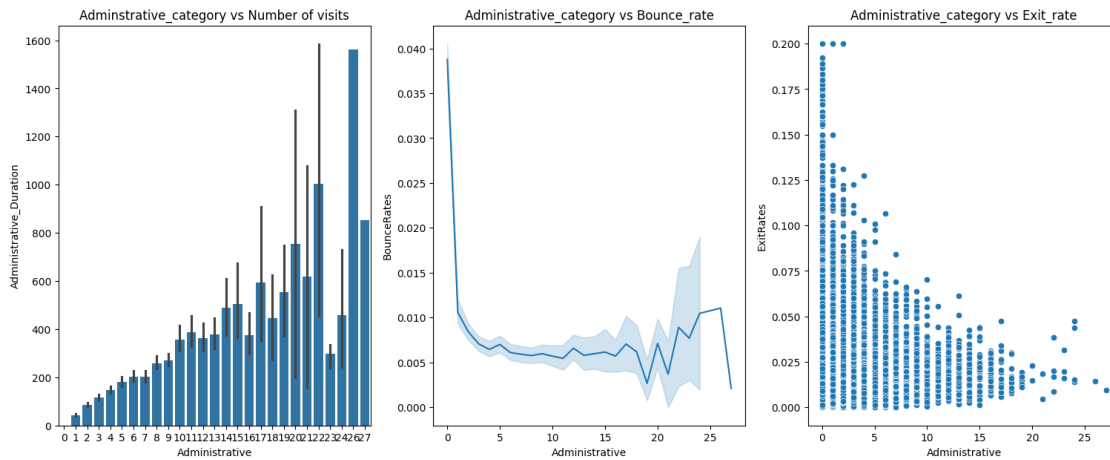 Adminstrative_category vs Number of visits
1600
1400
1200
1000
800
600
400
200
0
Administrative_Duration
0 1 2 3 4 5 6 7 8 9 10 11 12 13 14 15 16 17 18 19 20 21 22 23 24 26 27
Administrative
Administrative_category vs Bounce_rate
0.040
0.035
0.030
0.025
0.020
0.015
0.010
0.005
0.000
BounceRates
0 5 10 15 20 25
Administrative
Administrative_category vs Exit_rate
0.200
0.175
0.150
0.125
0.100
0.075
0.050
0.025
0.000
ExitRates
0 5 10 15 20 25
Administrative